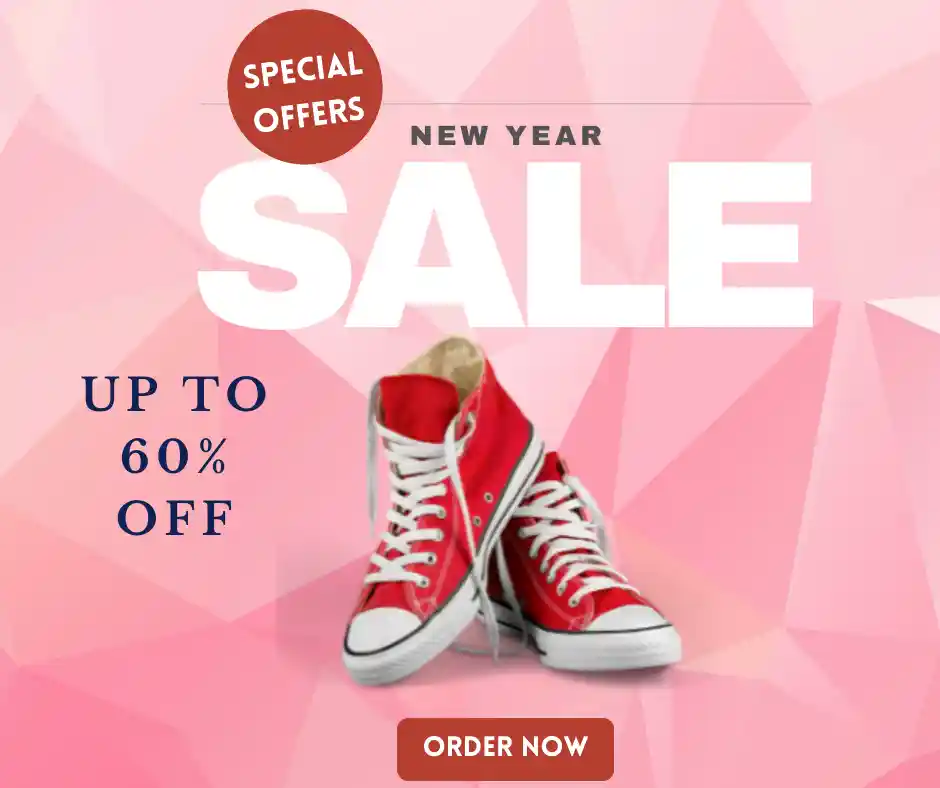 SPECIAL
OFFERS
NEW YEAR
SALE
UP TO
60%
OFF
ORDER NOW